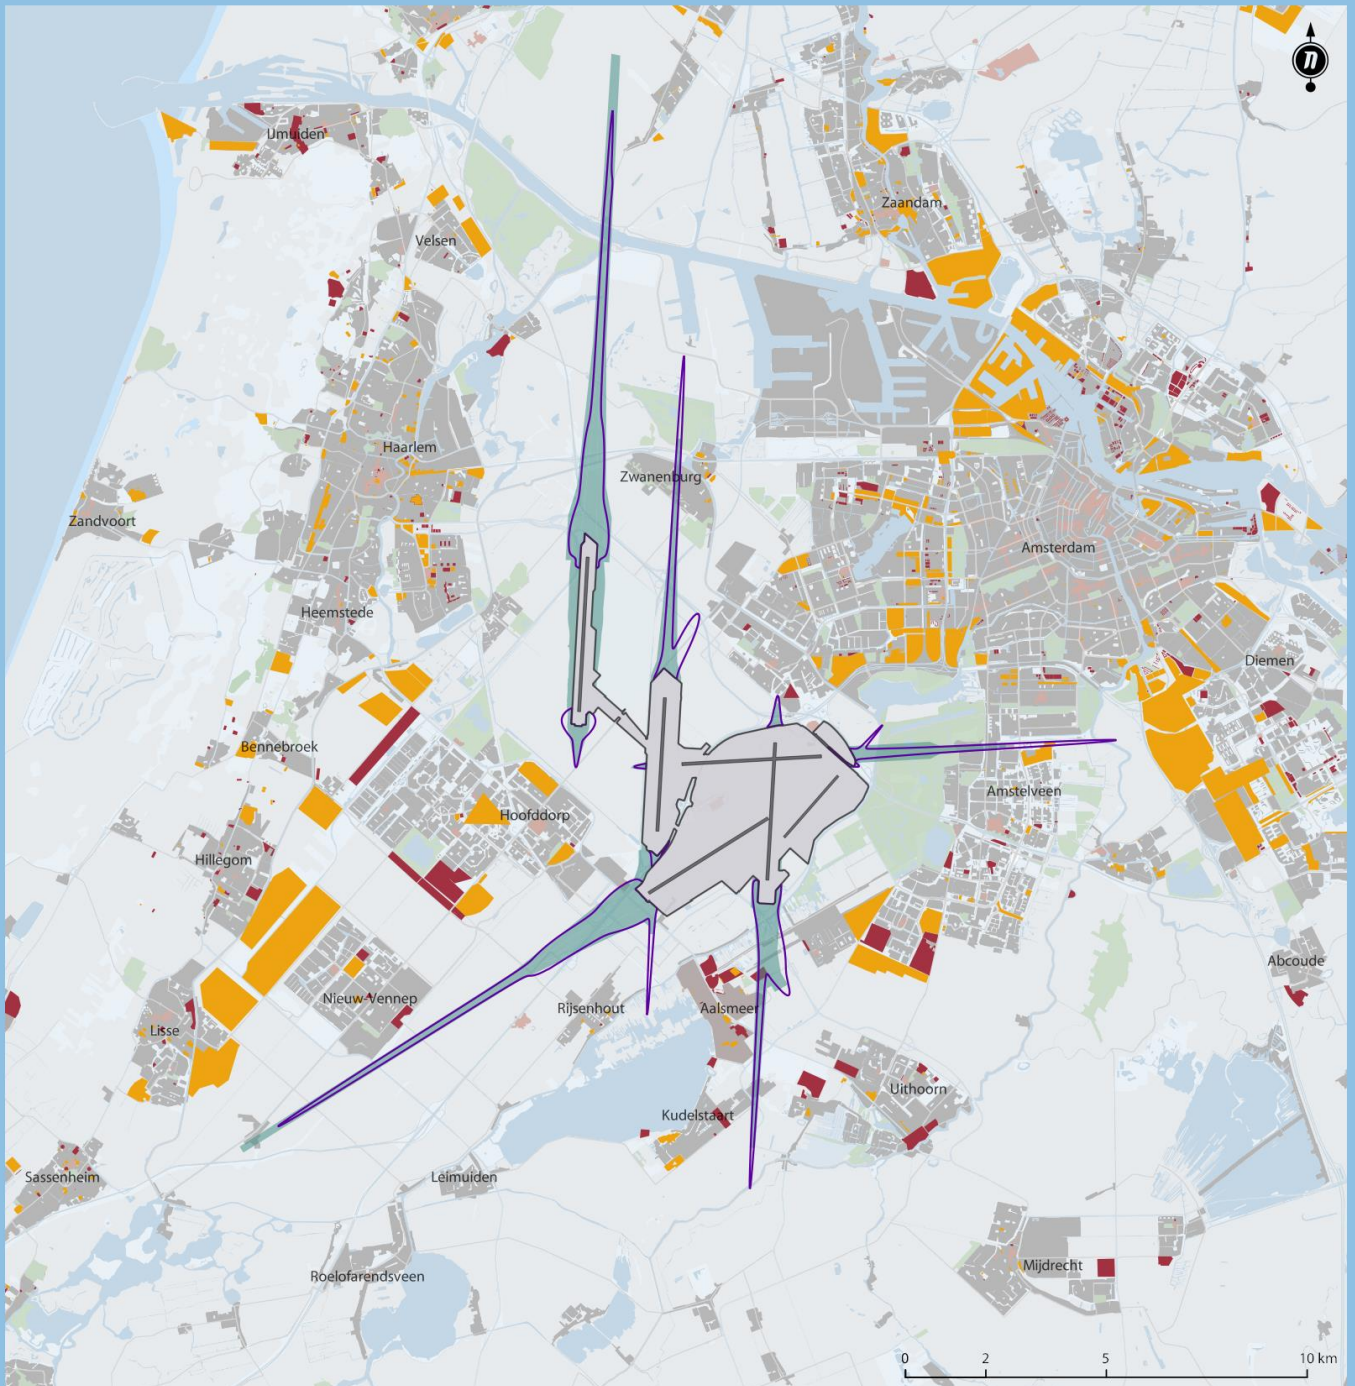 n
IJmuiden
Zaandam
Velsen
Haarlem
Zwanenburg
Zandvoort
Amsterdam
Heemstede
Diemen
Bennebroek
Amstelveen
Hoofddorp
Hillegom
Abcoude
Nieuw-Vennep
Rijsenhout
Aalsmeer
Lisse
Uithoorn
Kudelstaart
Sassenheim
Leimuiden
Mijdrecht
Roelofarendsveen
0 2 5 10 km